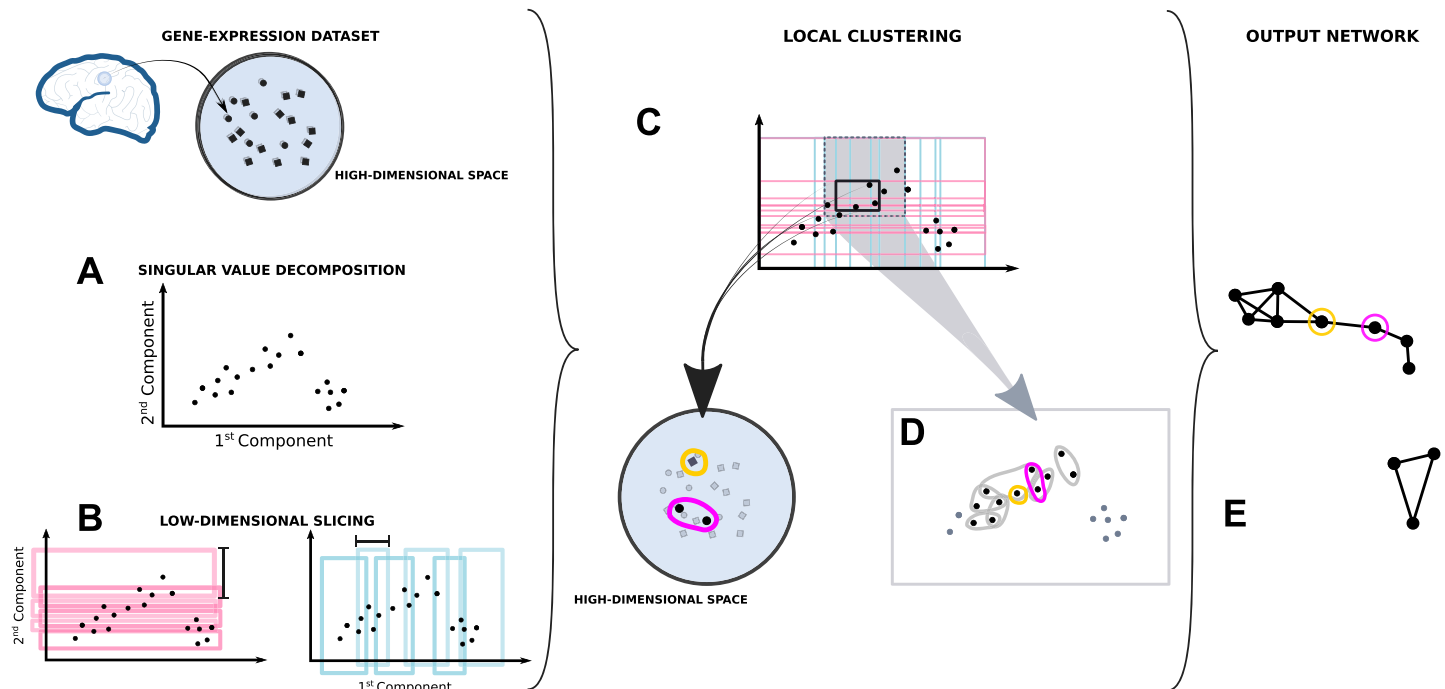 GENE-EXPRESSION DATASET
HIGH-DIMENSIONAL SPACE
A
SINGULAR VALUE DECOMPOSITION
2nd Component
1st Component
B
LOW-DIMENSIONAL SLICING
2nd Component
1st Component
LOCAL CLUSTERING
C
HIGH-DIMENSIONAL SPACE
D
OUTPUT NETWORK
E